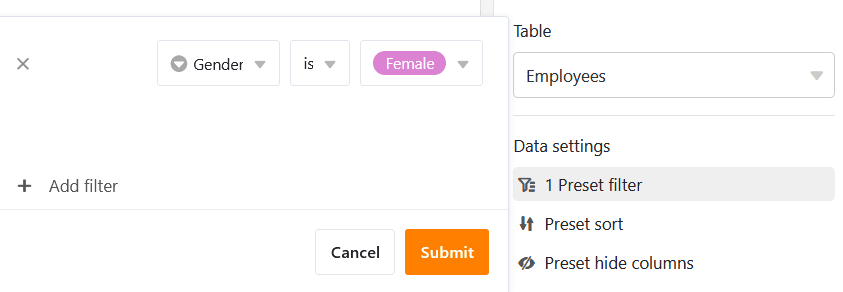 Gender
is
Female
Add filter
Cancel
Submit
Table
Employees
Data settings
1 Preset filter
Preset sort
Preset hide columns